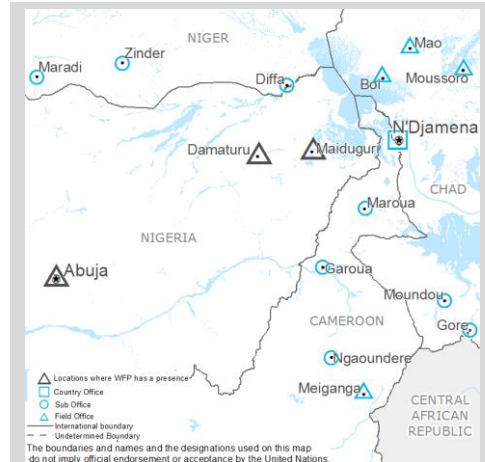 NIGER
Mao
Zinder
Maradi
Diffa
Bol
Moussoro
N'Djamena
Damaturu
Maiduguri
CHAD
Maroua
NIGERIA
Abuja
Garoua
Moundou
CAMEROON
Gore
Ngaoundere
Meiganga
CENTRAL
AFRICAN
REPUBLIC
Locations where WFP has a presence
Country Office
Sub Office
Field Office
International boundary
Undetermined Boundary
The boundaries and names and the designations used on this map
do not imply official endorsement or acceptance by the United Nations.